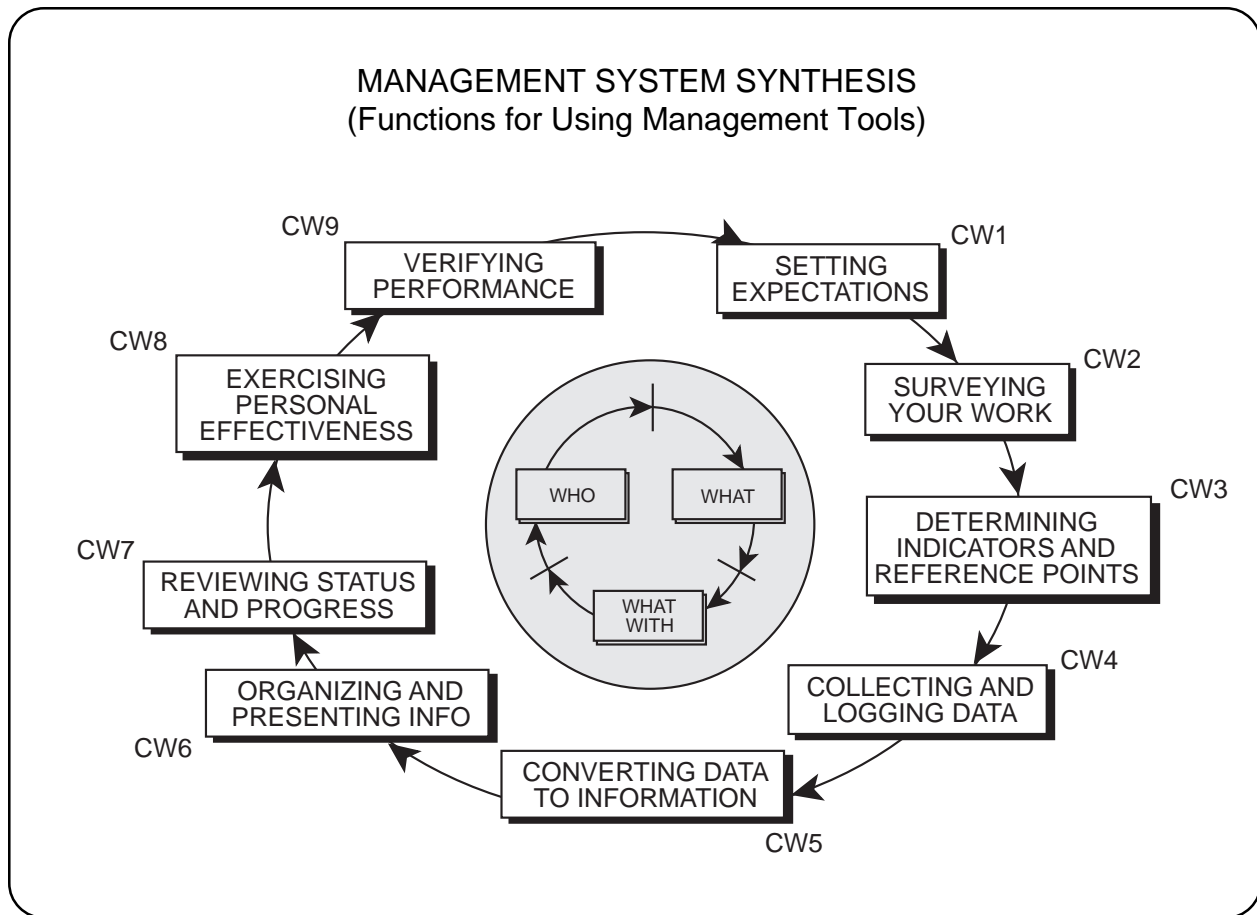 MANAGEMENT SYSTEM SYNTHESIS
(Functions for Using Management Tools)
CW9
VERIFYING
PERFORMANCE
CW1
SETTING
EXPECTATIONS
CW8
EXERCISING
PERSONAL
EFFECTIVENESS
CW2
SURVEYING
YOUR WORK
WHO
WHAT
WHAT
WITH
CW3
DETERMINING
INDICATORS AND
REFERENCE POINTS
CW7
REVIEWING STATUS
AND PROGRESS
CW4
COLLECTING AND
LOGGING DATA
ORGANIZING AND
PRESENTING INFO
CW6
CONVERTING DATA
TO INFORMATION
CW5